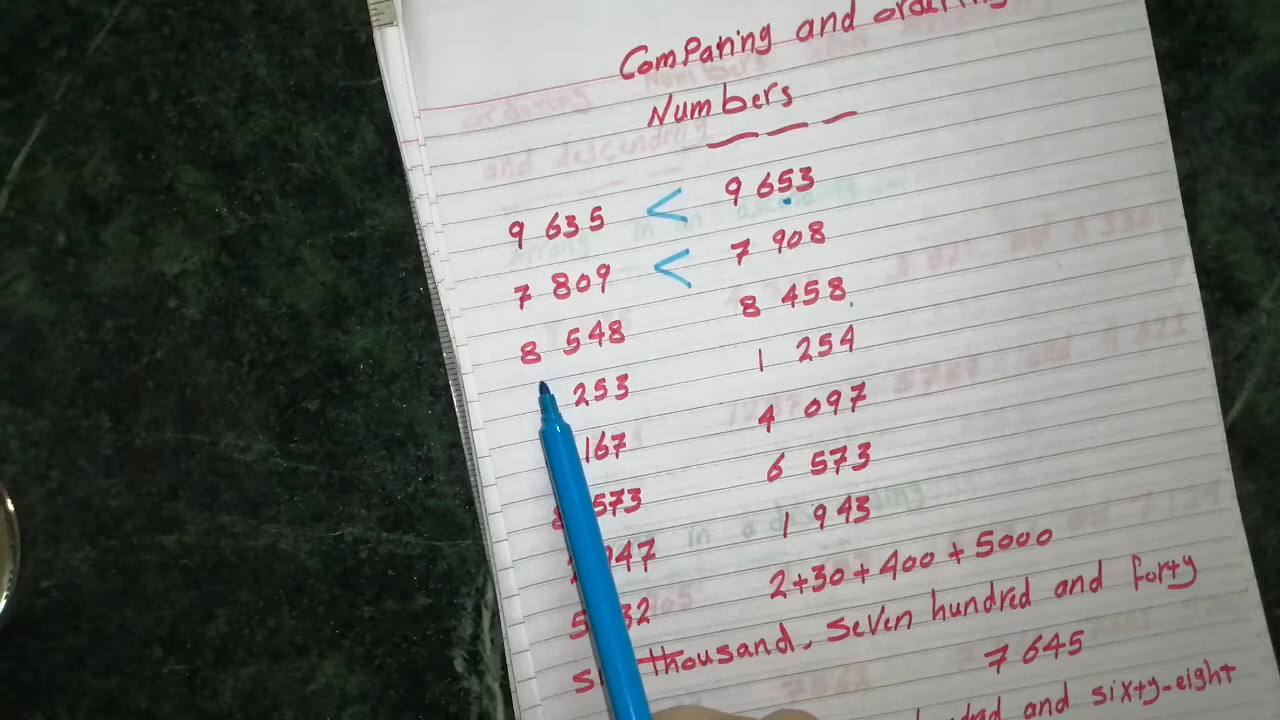 Comparing and ordering
Numbers
9 635 < 9 653
7 809 < 7 908
8 548 8 458
253 1 254
167 4 097
573 6 573
947 1 943
5 32 2+30+400+5000
thousand, seven hundred and forty
7 645
and sixty-eight